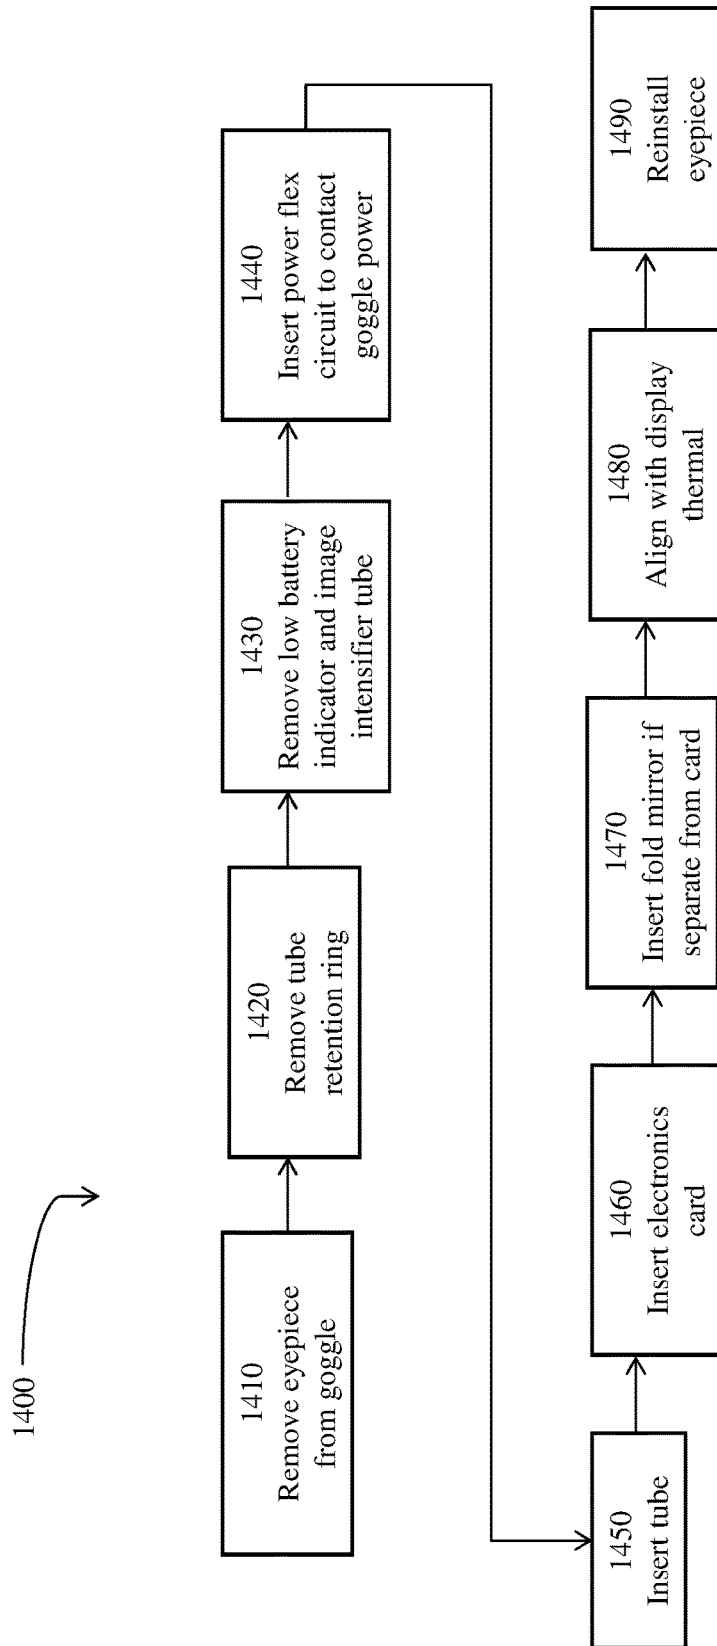 1400
1410
Remove eyepiece
from goggle
1420
Remove tube
retention ring
1430
Remove low battery
indicator and image
intensifier tube
1440
Insert power flex
circuit to contact
goggle power
1450
Insert tube
1460
Insert electronics
card
1470
Insert fold mirror if
separate from card
1480
Align with display
thermal
1490
Reinstall
eyepiece